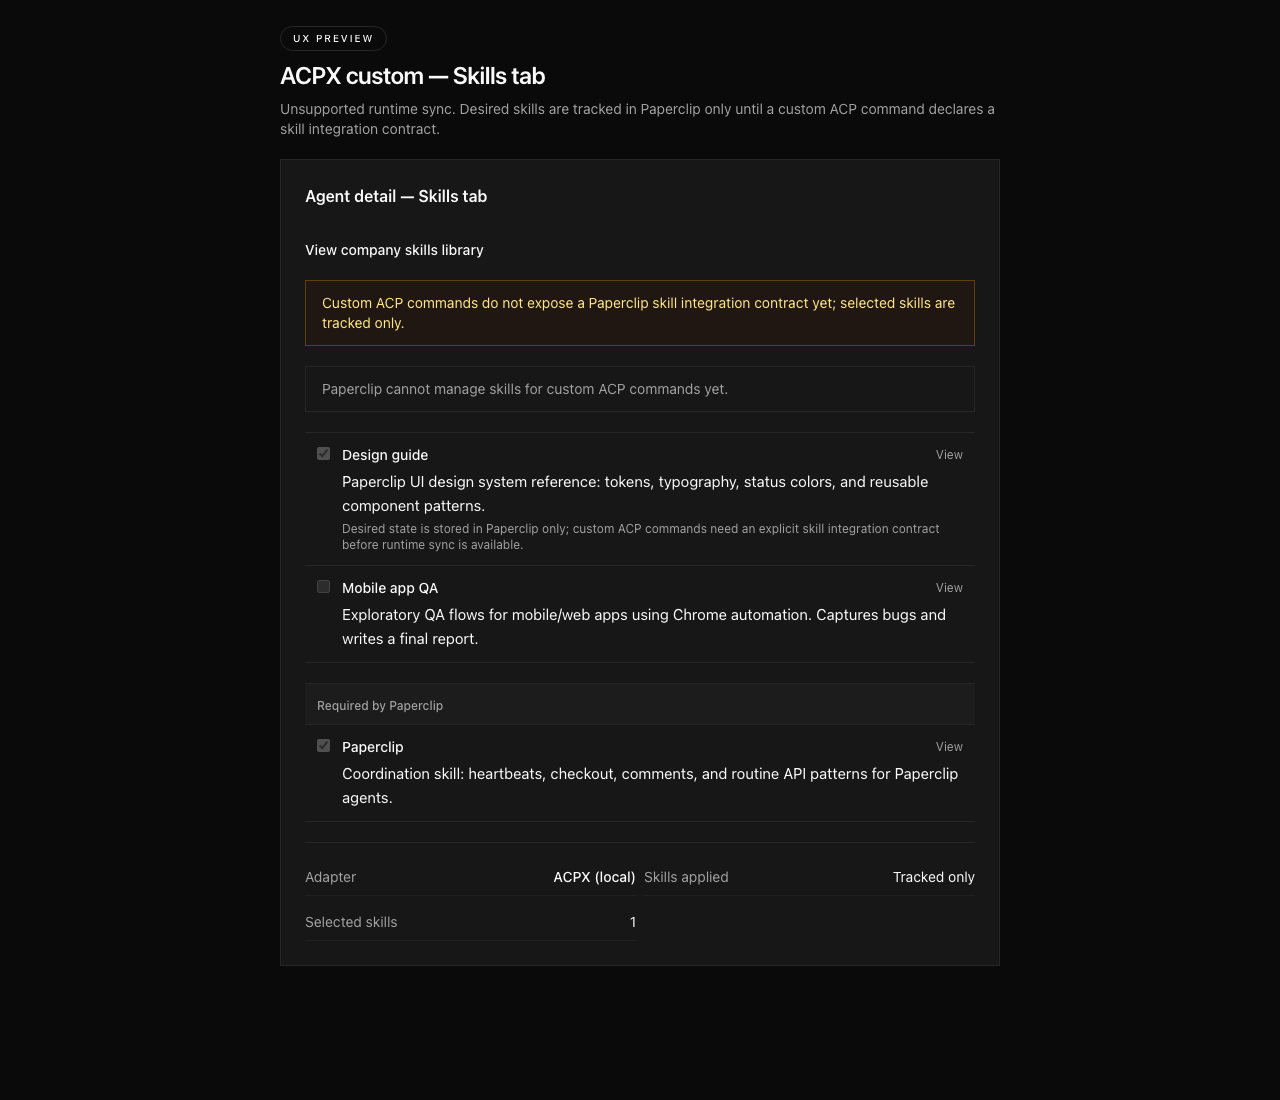 UX PREVIEW
ACPX custom — Skills tab
Unsupported runtime sync. Desired skills are tracked in Paperclip only until a custom ACP command declares a
skill integration contract.
Agent detail — Skills tab
View company skills library
Custom ACP commands do not expose a Paperclip skill integration contract yet; selected skills are
tracked only.
Paperclip cannot manage skills for custom ACP commands yet.
Design guide View
Paperclip UI design system reference: tokens, typography, status colors, and reusable
component patterns.
Desired state is stored in Paperclip only; custom ACP commands need an explicit skill integration contract
before runtime sync is available.
Mobile app QA View
Exploratory QA flows for mobile/web apps using Chrome automation. Captures bugs and
writes a final report.
Required by Paperclip
Paperclip View
Coordination skill: heartbeats, checkout, comments, and routine API patterns for Paperclip
agents.
Adapter ACPX (local) Skills applied Tracked only
Selected skills 1